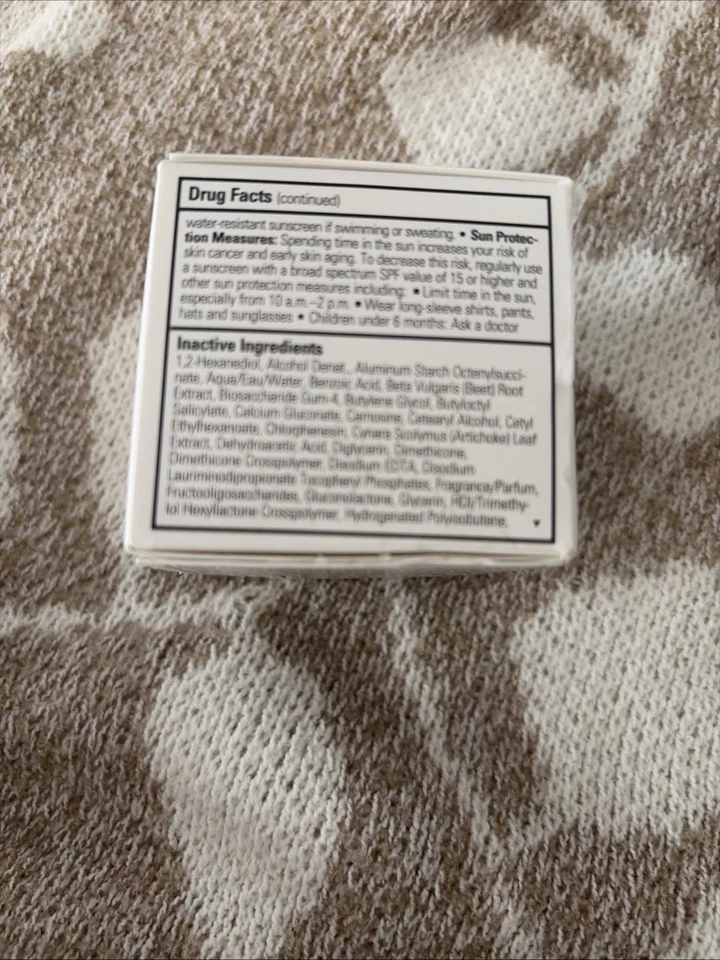 Drug Facts (continued)
water-resistant sunscreen if swimming or sweating. • Sun Protec-
tion Measures: Spending time in the sun increases your risk of
skin cancer and early skin aging. To decrease this risk, regularly use
a sunscreen with a broad spectrum SPF value of 15 or higher and
other sun protection measures including: • Limit time in the sun,
especially from 10 a.m.–2 p.m. • Wear long-sleeve shirts, pants,
hats and sunglasses • Children under 6 months: Ask a doctor
Inactive Ingredients
1,2-Hexanediol, Alcohol Denat., Aluminum Starch Octenylsucci-
nate, Aqua/Eau/Water, Benzoic Acid, Beta Vulgaris (Beet) Root
Extract, Biosaccharide Gum-4, Butylene Glycol, Butyloctyl
Salicylate, Calcium Gluconate, Carnosine, Cetearyl Alcohol, Cetyl
Ethylhexanoate, Chlorphenesin, Cynara Scolymus (Artichoke) Leaf
Extract, Dehydroacetic Acid, Diglycerin, Dimethicone,
Dimethicone Crosspolymer, Disodium EDTA, Disodium
Lauriminodipropionate Tocopheryl Phosphates, Fragrance/Parfum,
Fructooligosaccharides, Gluconolactone, Glycerin, HDI/Trimethy-
lol Hexyllactone Crosspolymer, Hydrogenated Polyisobutene,